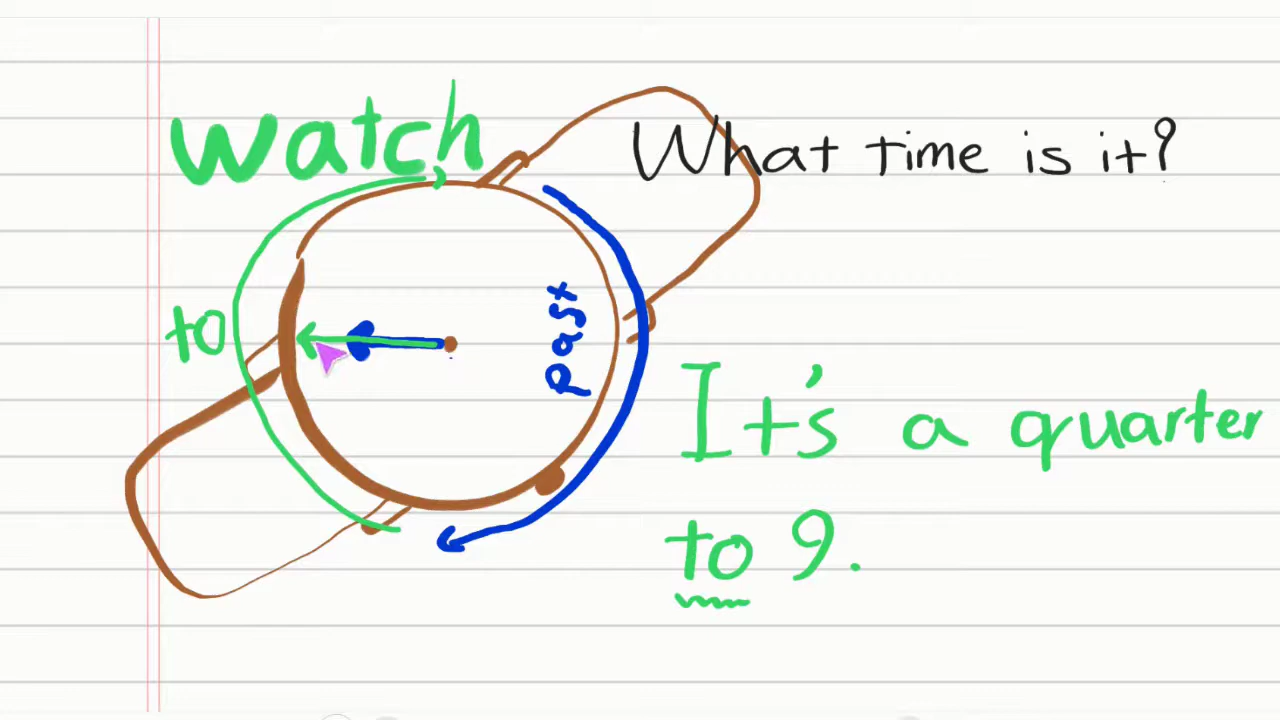 Watch
What time is it?
to
Past
It's a quarter
to 9.